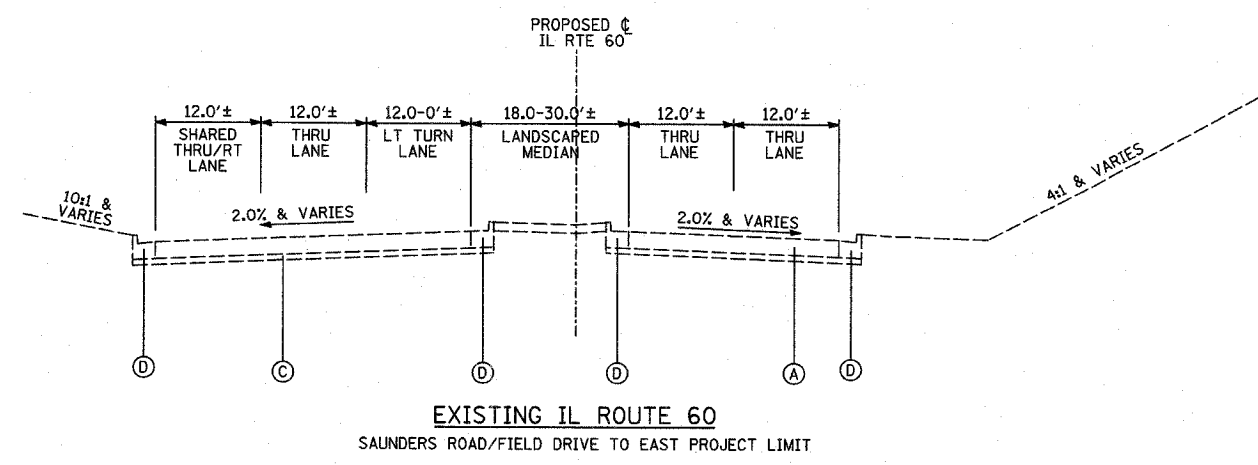 PROPOSED ℄
IL RTE 60
12.0'±
12.0'±
12.0-0'±
18.0-30.0'±
12.0'±
12.0'±
SHARED
THRU/RT
LANE
THRU
LANE
LT TURN
LANE
LANDSCAPED
MEDIAN
THRU
LANE
THRU
LANE
10:1 &
VARIES
2.0% & VARIES
2.0% & VARIES
4:1 & VARIES
D
C
D
D
A
D
EXISTING IL ROUTE 60
SAUNDERS ROAD/FIELD DRIVE TO EAST PROJECT LIMIT